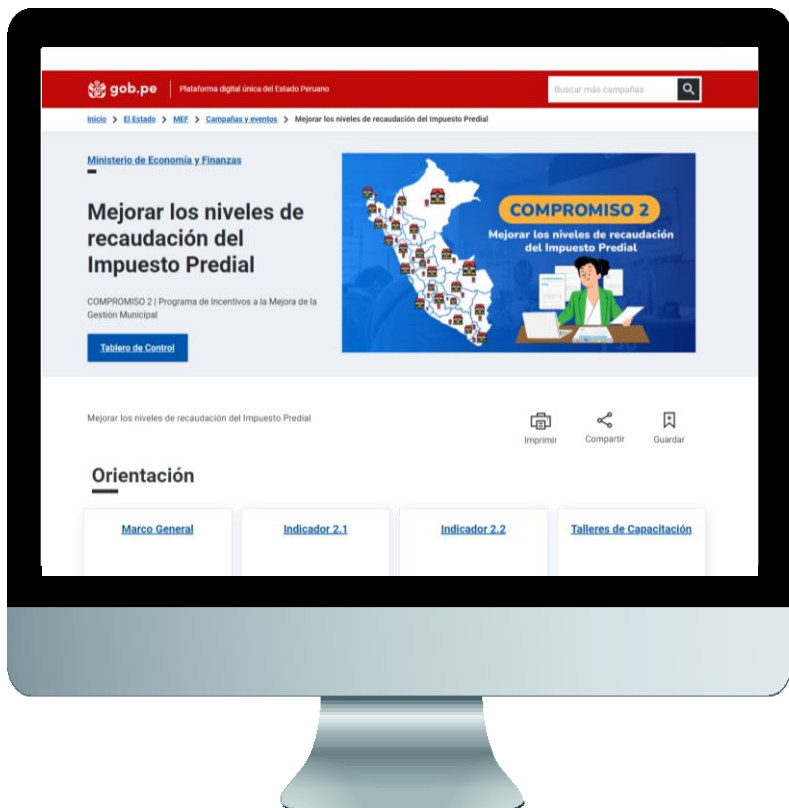 gob.pe
Plataforma digital única del Estado Peruano
Buscar más campañas
Inicio > El Estado > MEF > Campañas y eventos > Mejorar los niveles de recaudación del Impuesto Predial
Ministerio de Economía y Finanzas
Mejorar los niveles de
recaudación del
Impuesto Predial
COMPROMISO 2 | Programa de Incentivos a la Mejora de la
Gestión Municipal
Tablero de Control
COMPROMISO 2
Mejorar los niveles de recaudación
del Impuesto Predial
Mejorar los niveles de recaudación del Impuesto Predial
Imprimir
Compartir
Guardar
Orientación
Marco General
Indicador 2.1
Indicador 2.2
Talleres de Capacitación